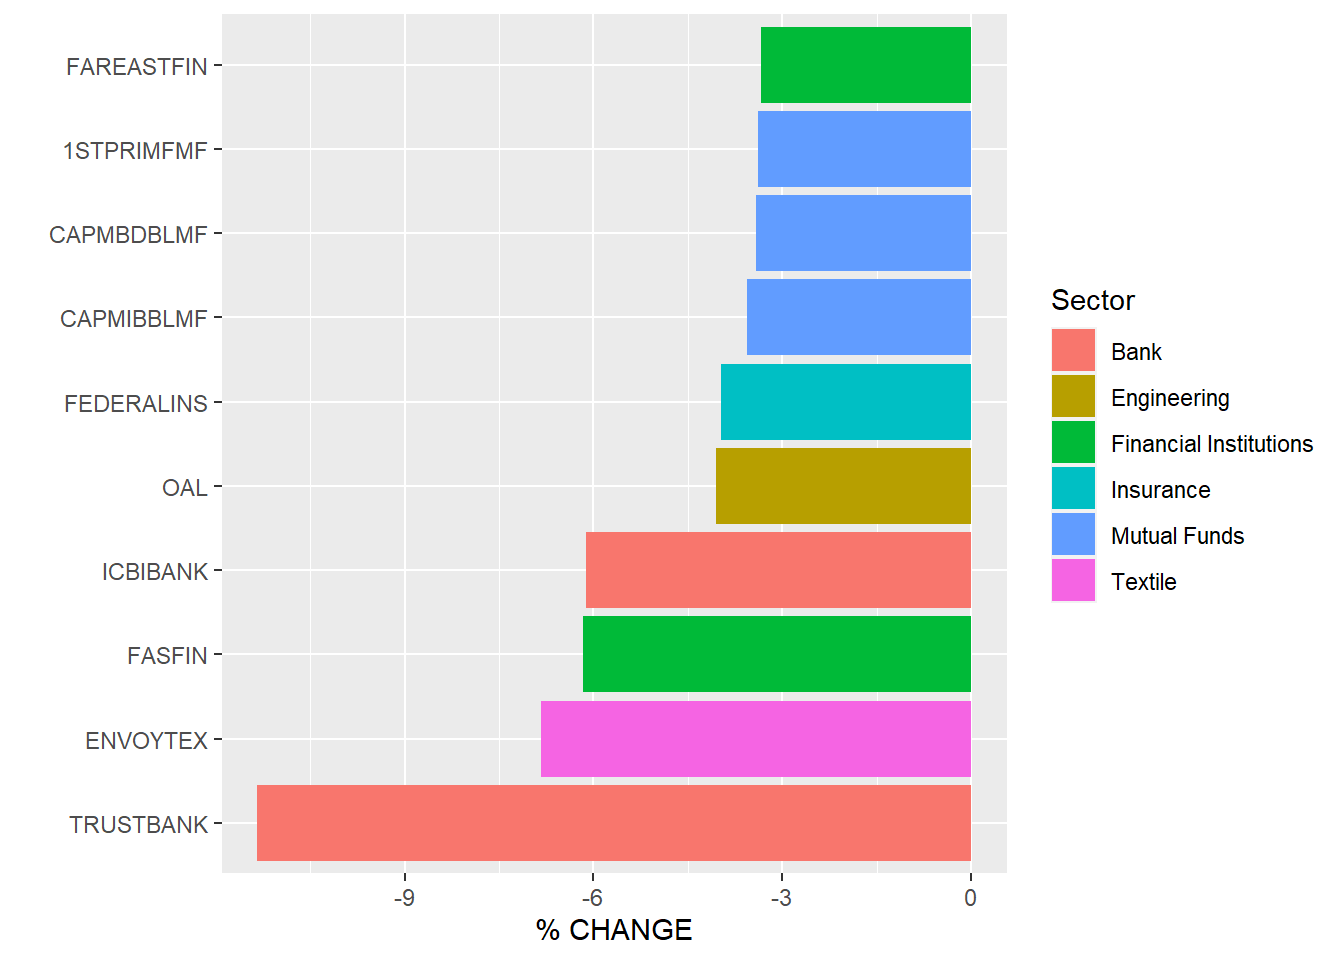 FAREASTFIN
1STPRIMFMF
CAPMBDBLMF
CAPMIBBLMF
FEDERALINS
OAL
ICBIBANK
FASFIN
ENVOYTEX
TRUSTBANK
-9 -6 -3 0
% CHANGE
Sector
Bank
Engineering
Financial Institutions
Insurance
Mutual Funds
Textile